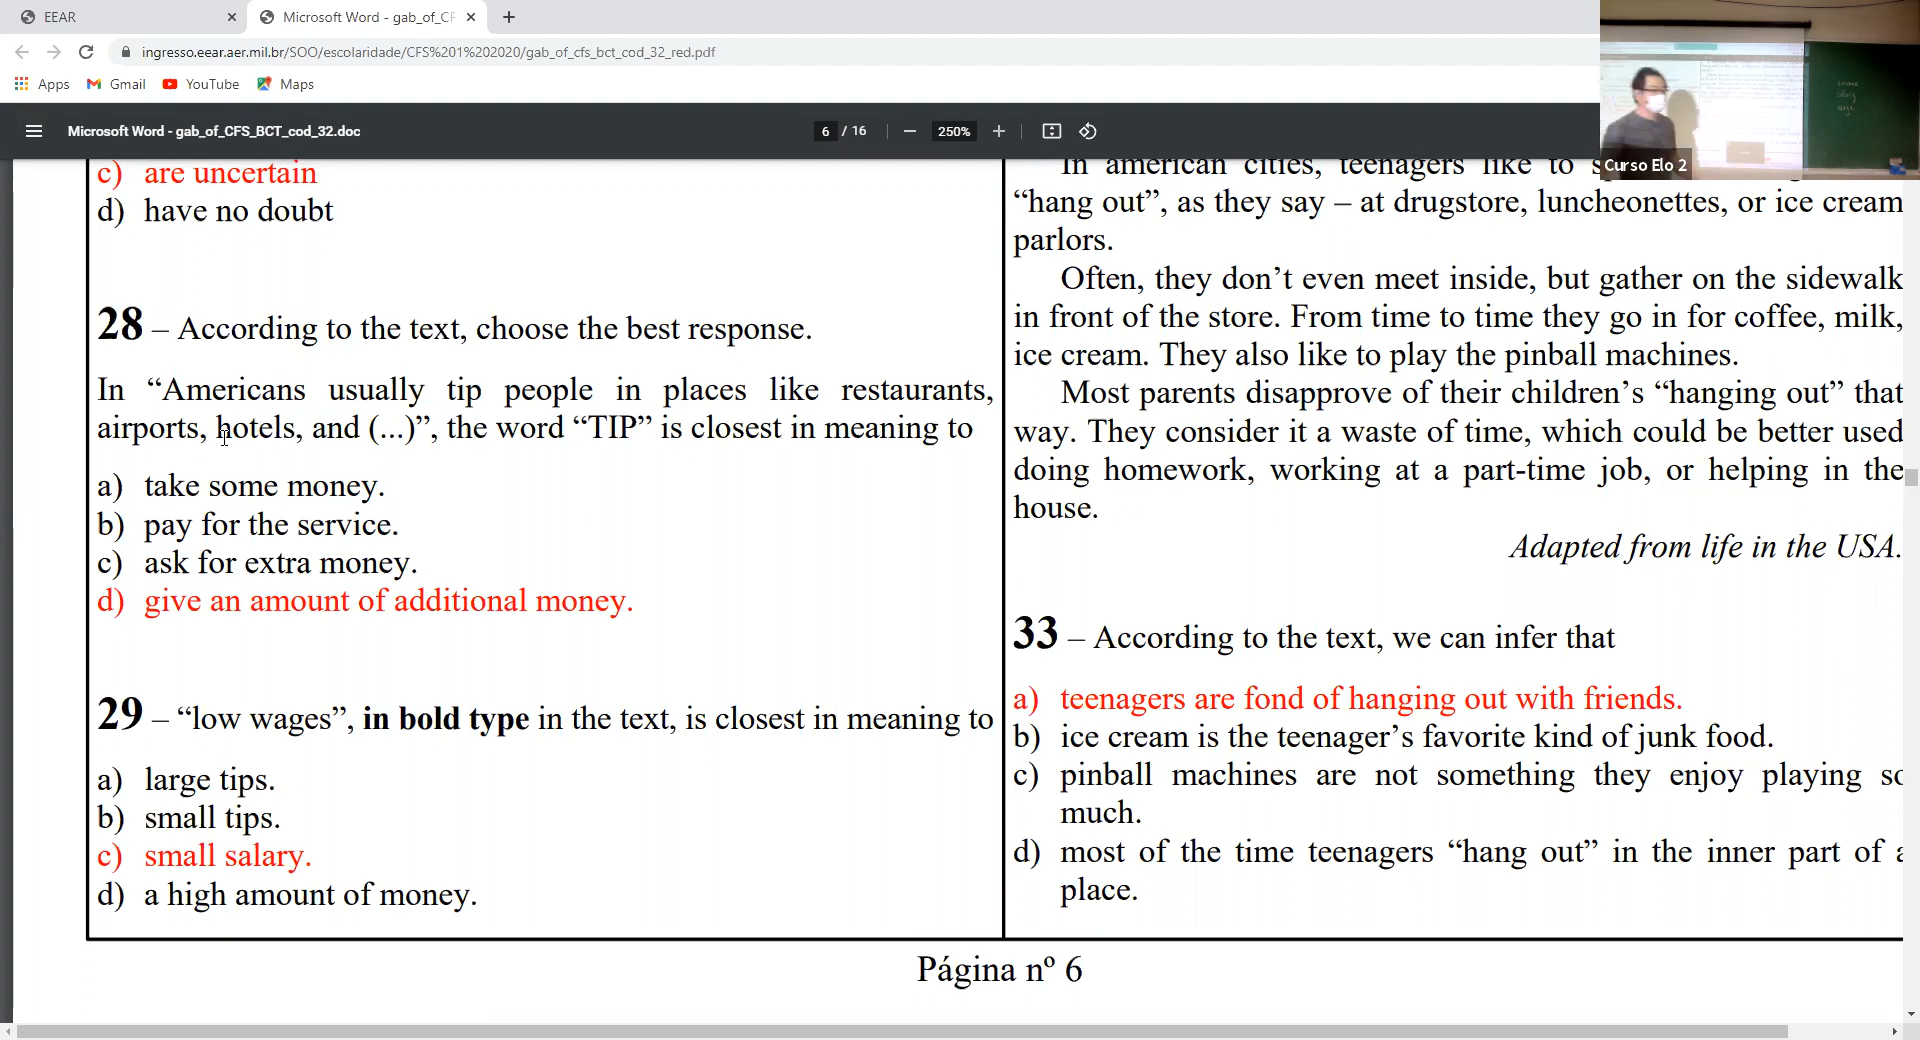 EEAR
Microsoft Word - gab_of_CF
ingresso.eear.aer.mil.br/SOO/escolaridade/CFS%201%202020/gab_of_cfs_bct_cod_32_red.pdf
Apps Gmail YouTube Maps
Microsoft Word - gab_of_CFS_BCT_cod_32.doc
6 / 16
250%
Curso Elo 2
c) are uncertain
d) have no doubt
28 – According to the text, choose the best response.
In “Americans usually tip people in places like restaurants,
airports, hotels, and (...)”, the word “TIP” is closest in meaning to
a) take some money.
b) pay for the service.
c) ask for extra money.
d) give an amount of additional money.
29 – “low wages”, in bold type in the text, is closest in meaning to
a) large tips.
b) small tips.
c) small salary.
d) a high amount of money.
In american cities, teenagers like to
“hang out”, as they say – at drugstore, luncheonettes, or ice cream
parlors.
Often, they don’t even meet inside, but gather on the sidewalk
in front of the store. From time to time they go in for coffee, milk,
ice cream. They also like to play the pinball machines.
Most parents disapprove of their children’s “hanging out” that
way. They consider it a waste of time, which could be better used
doing homework, working at a part-time job, or helping in the
house.
Adapted from life in the USA.
33 – According to the text, we can infer that
a) teenagers are fond of hanging out with friends.
b) ice cream is the teenager’s favorite kind of junk food.
c) pinball machines are not something they enjoy playing so
much.
d) most of the time teenagers “hang out” in the inner part of a
place.
Página nº 6